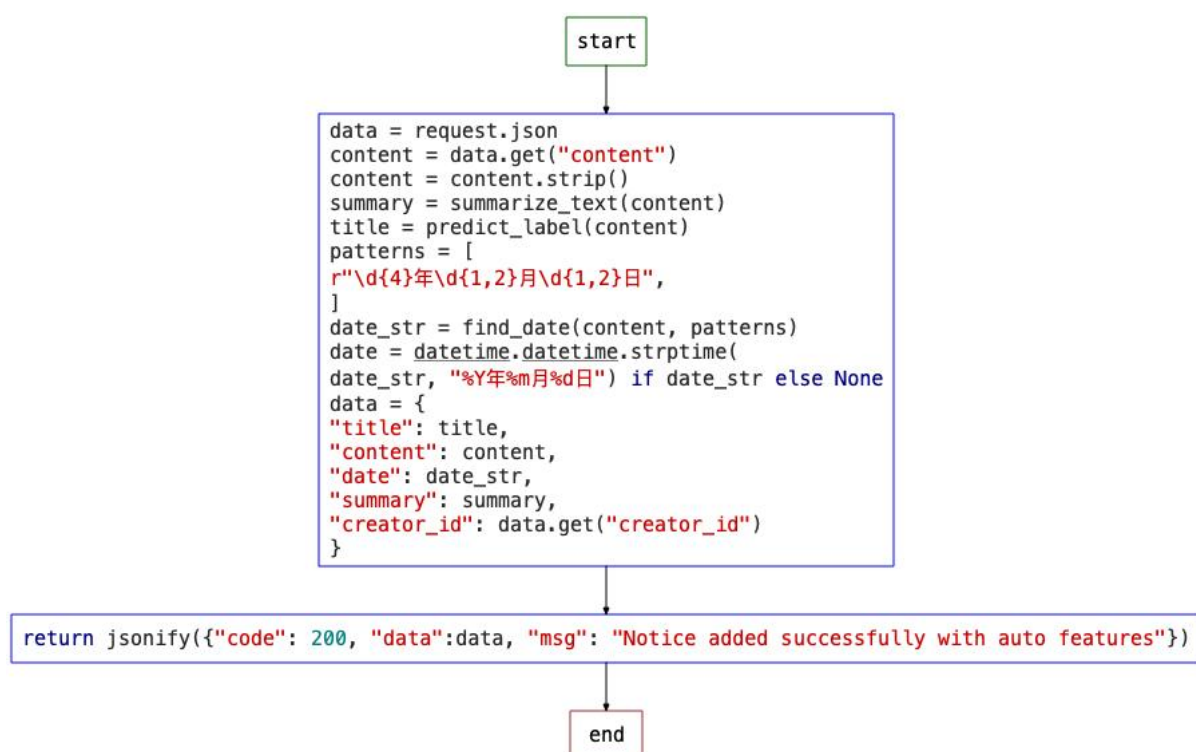 start
data = request.json
content = data.get("content")
content = content.strip()
summary = summarize_text(content)
title = predict_label(content)
patterns = [
r"\d{4}年\d{1,2}月\d{1,2}日",
]
date_str = find_date(content, patterns)
date = datetime.datetime.strptime(
date_str, "%Y年%m月%d日") if date_str else None
data = {
"title": title,
"content": content,
"date": date_str,
"summary": summary,
"creator_id": data.get("creator_id")
}
return jsonify({"code": 200, "data":data, "msg": "Notice added successfully with auto features"})
end